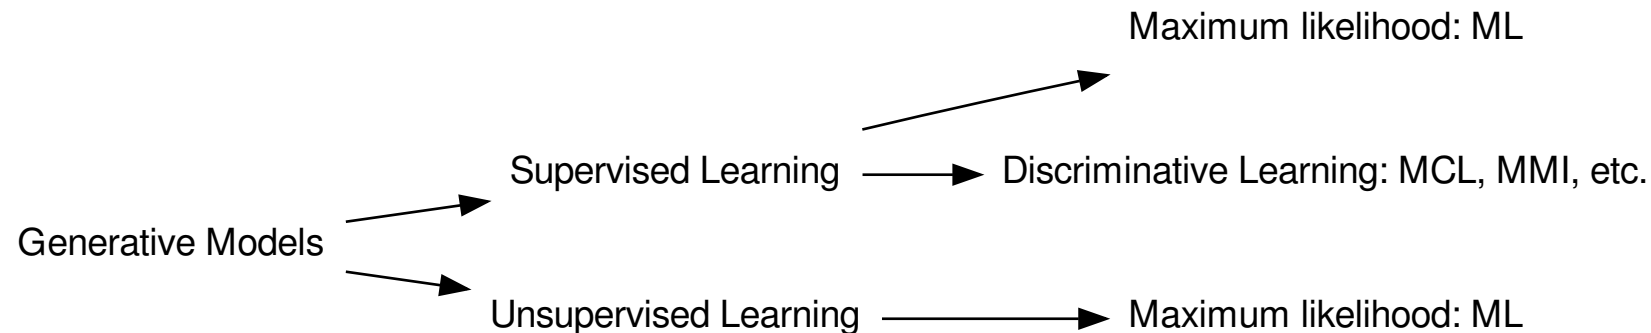 Maximum likelihood: ML
Supervised Learning
Discriminative Learning: MCL, MMI, etc.
Generative Models
Unsupervised Learning
Maximum likelihood: ML